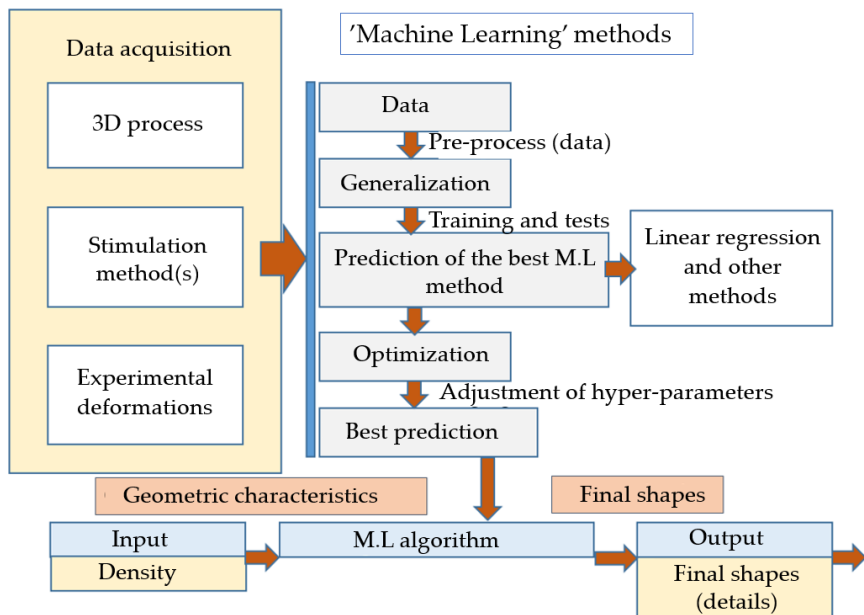 Data acquisition
3D process
Stimulation
method(s)
Experimental
deformations
'Machine Learning' methods
Data
Pre-process (data)
Generalization
Training and tests
Prediction of the best M.L
method
Linear regression
and other
methods
Optimization
Adjustment of hyper-parameters
Best prediction
Geometric characteristics
Final shapes
Input
Density
M.L algorithm
Output
Final shapes
(details)